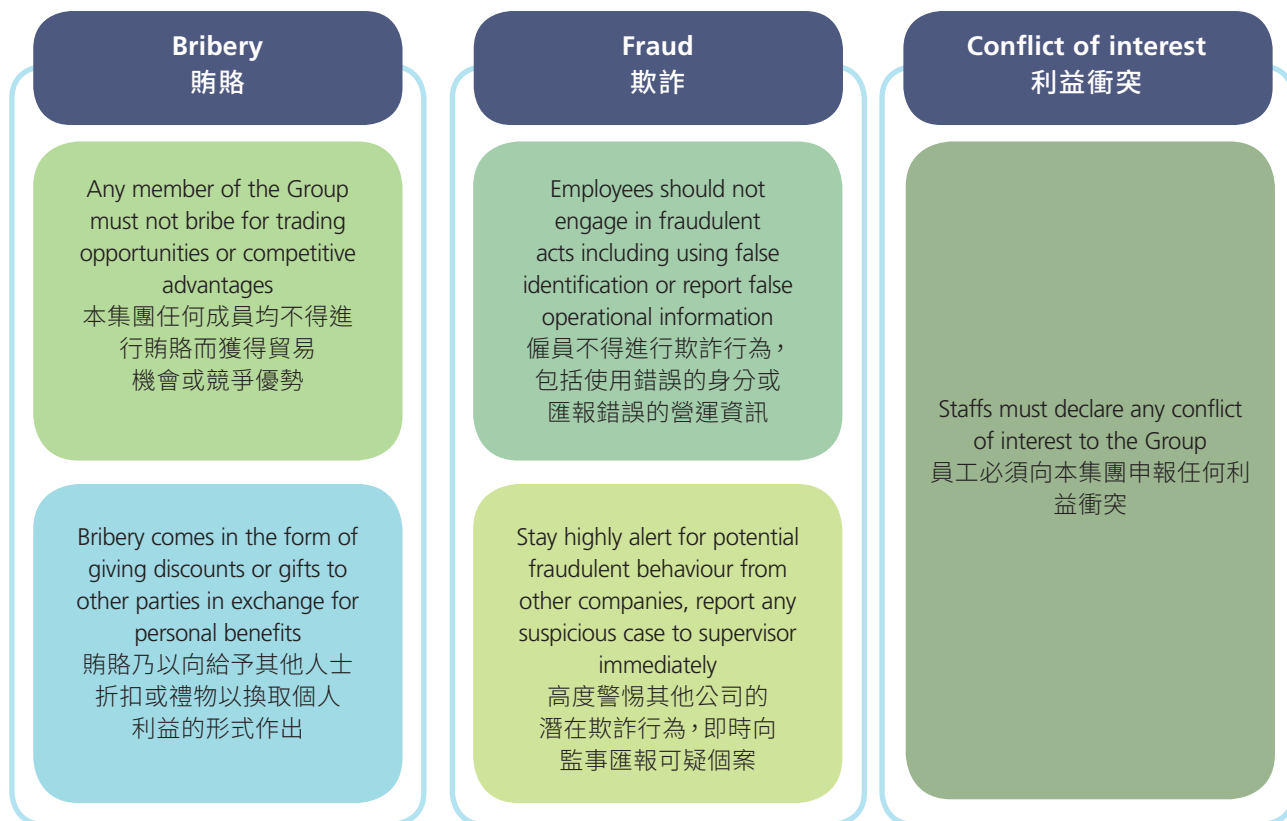 Bribery
賄賂
Any member of the Group
must not bribe for trading
opportunities or competitive
advantages
本集團任何成員均不得進
行賄賂而獲得貿易
機會或競爭優勢
Bribery comes in the form of
giving discounts or gifts to
other parties in exchange for
personal benefits
賄賂乃以向給予其他人士
折扣或禮物以換取個人
利益的形式作出
Fraud
欺詐
Employees should not
engage in fraudulent
acts including using false
identification or report false
operational information
僱員不得進行欺詐行為，
包括使用錯誤的身分或
匯報錯誤的營運資訊
Stay highly alert for potential
fraudulent behaviour from
other companies, report any
suspicious case to supervisor
immediately
高度警惕其他公司的
潛在欺詐行為，即時向
監事匯報可疑個案
Conflict of interest
利益衝突
Staffs must declare any conflict
of interest to the Group
員工必須向本集團申報任何利
益衝突